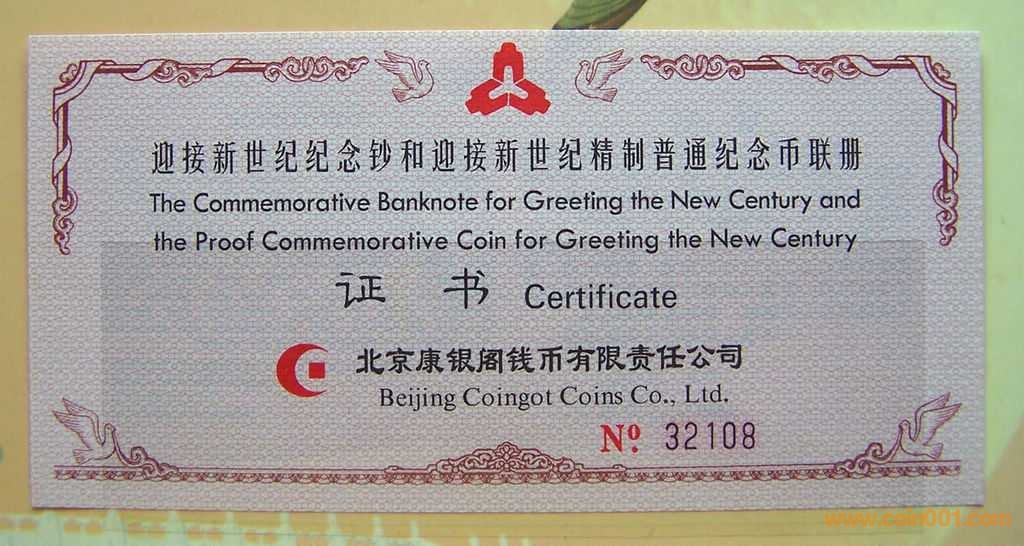 迎接新世纪纪念钞和迎接新世纪精制普通纪念币联册
The Commemorative Banknote for Greeting the New Century and
the Proof Commemorative Coin for Greeting the New Century
证 书 Certificate
北京康银阁钱币有限责任公司
Beijing Coingot Coins Co., Ltd.
Nº. 32108
www.coin001.com